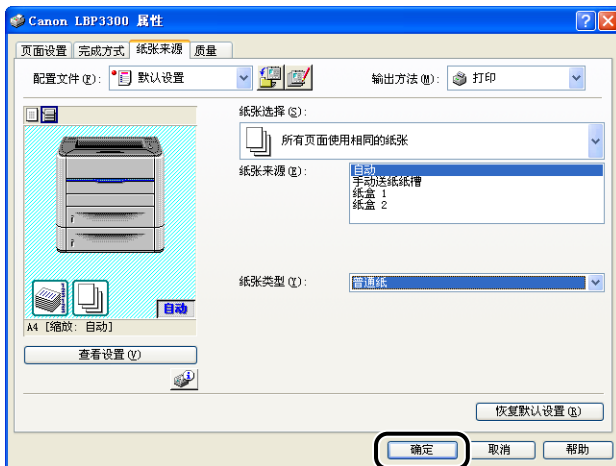 Canon LBP3300 属性
页面设置 完成方式 纸张来源 质量
配置文件(F): 默认设置 输出方法(M): 打印
纸张选择(S):
所有页面使用相同的纸张
纸张来源(E):
自动
手动送纸纸槽
纸盒 1
纸盒 2
纸张类型(Y): 普通纸
自动
A4 [缩放: 自动]
查看设置(V)
恢复默认设置(R)
确定 取消 帮助